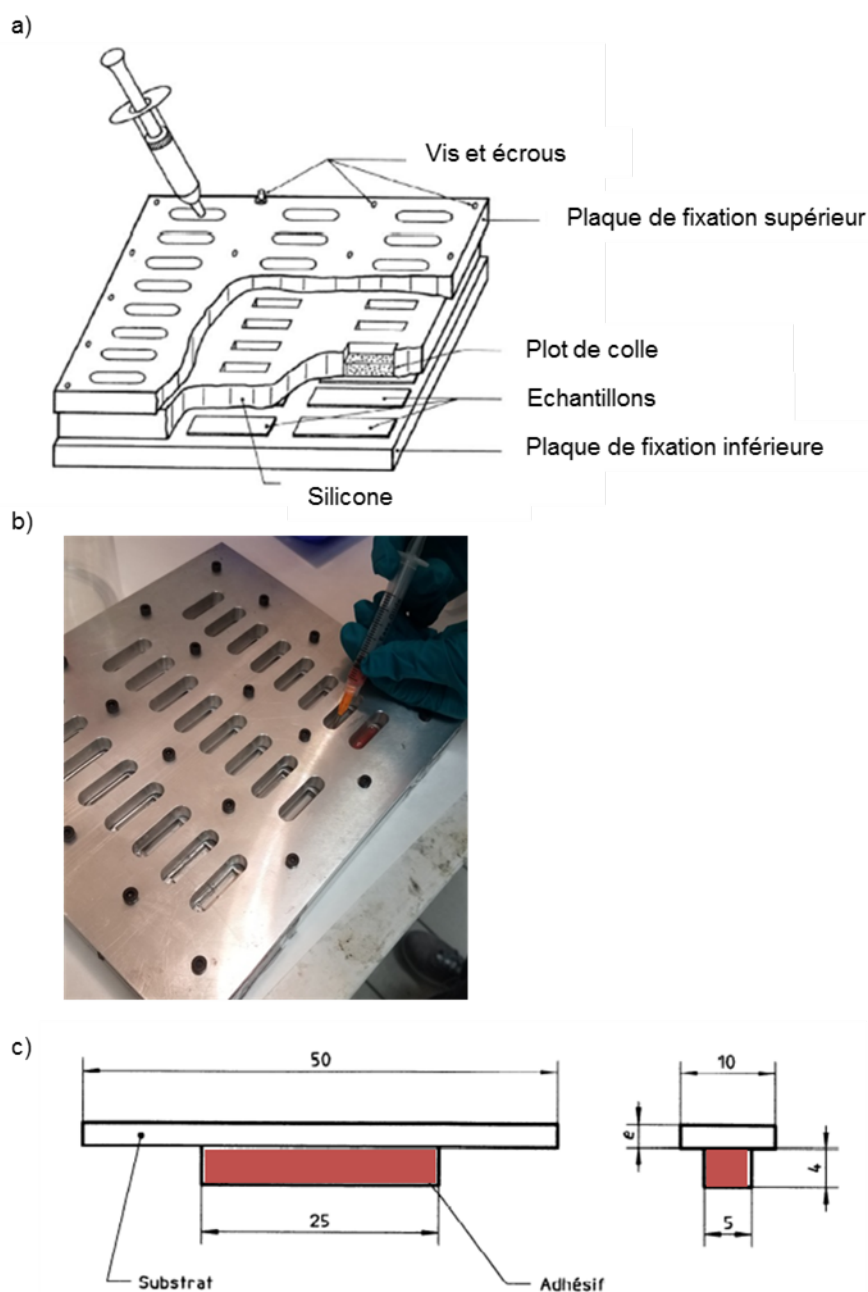 a)
Vis et écrous
Plaque de fixation supérieur
Plot de colle
Echantillons
Plaque de fixation inférieure
Silicone
b)
c)
50
10
e
4
25
5
Substrat
Adhésif